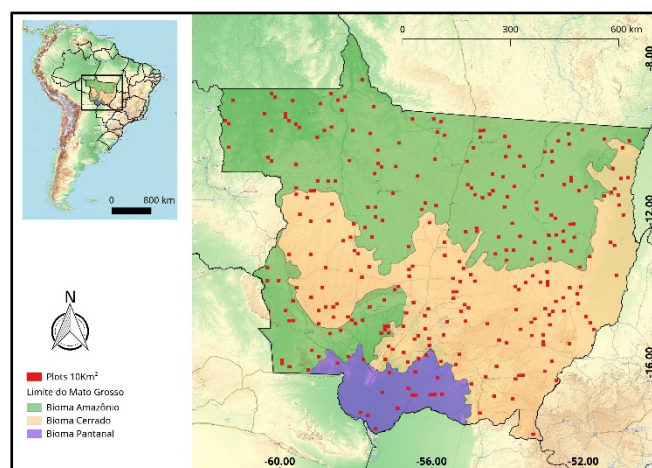 0 300 600 km
-8.00
0 800 km
-12.00
N
Plots 10Km²
Limite do Mato Grosso
Bioma Amazônio
Bioma Cerrado
Bioma Pantanal
-16.00
-60.00 -56.00 -52.00